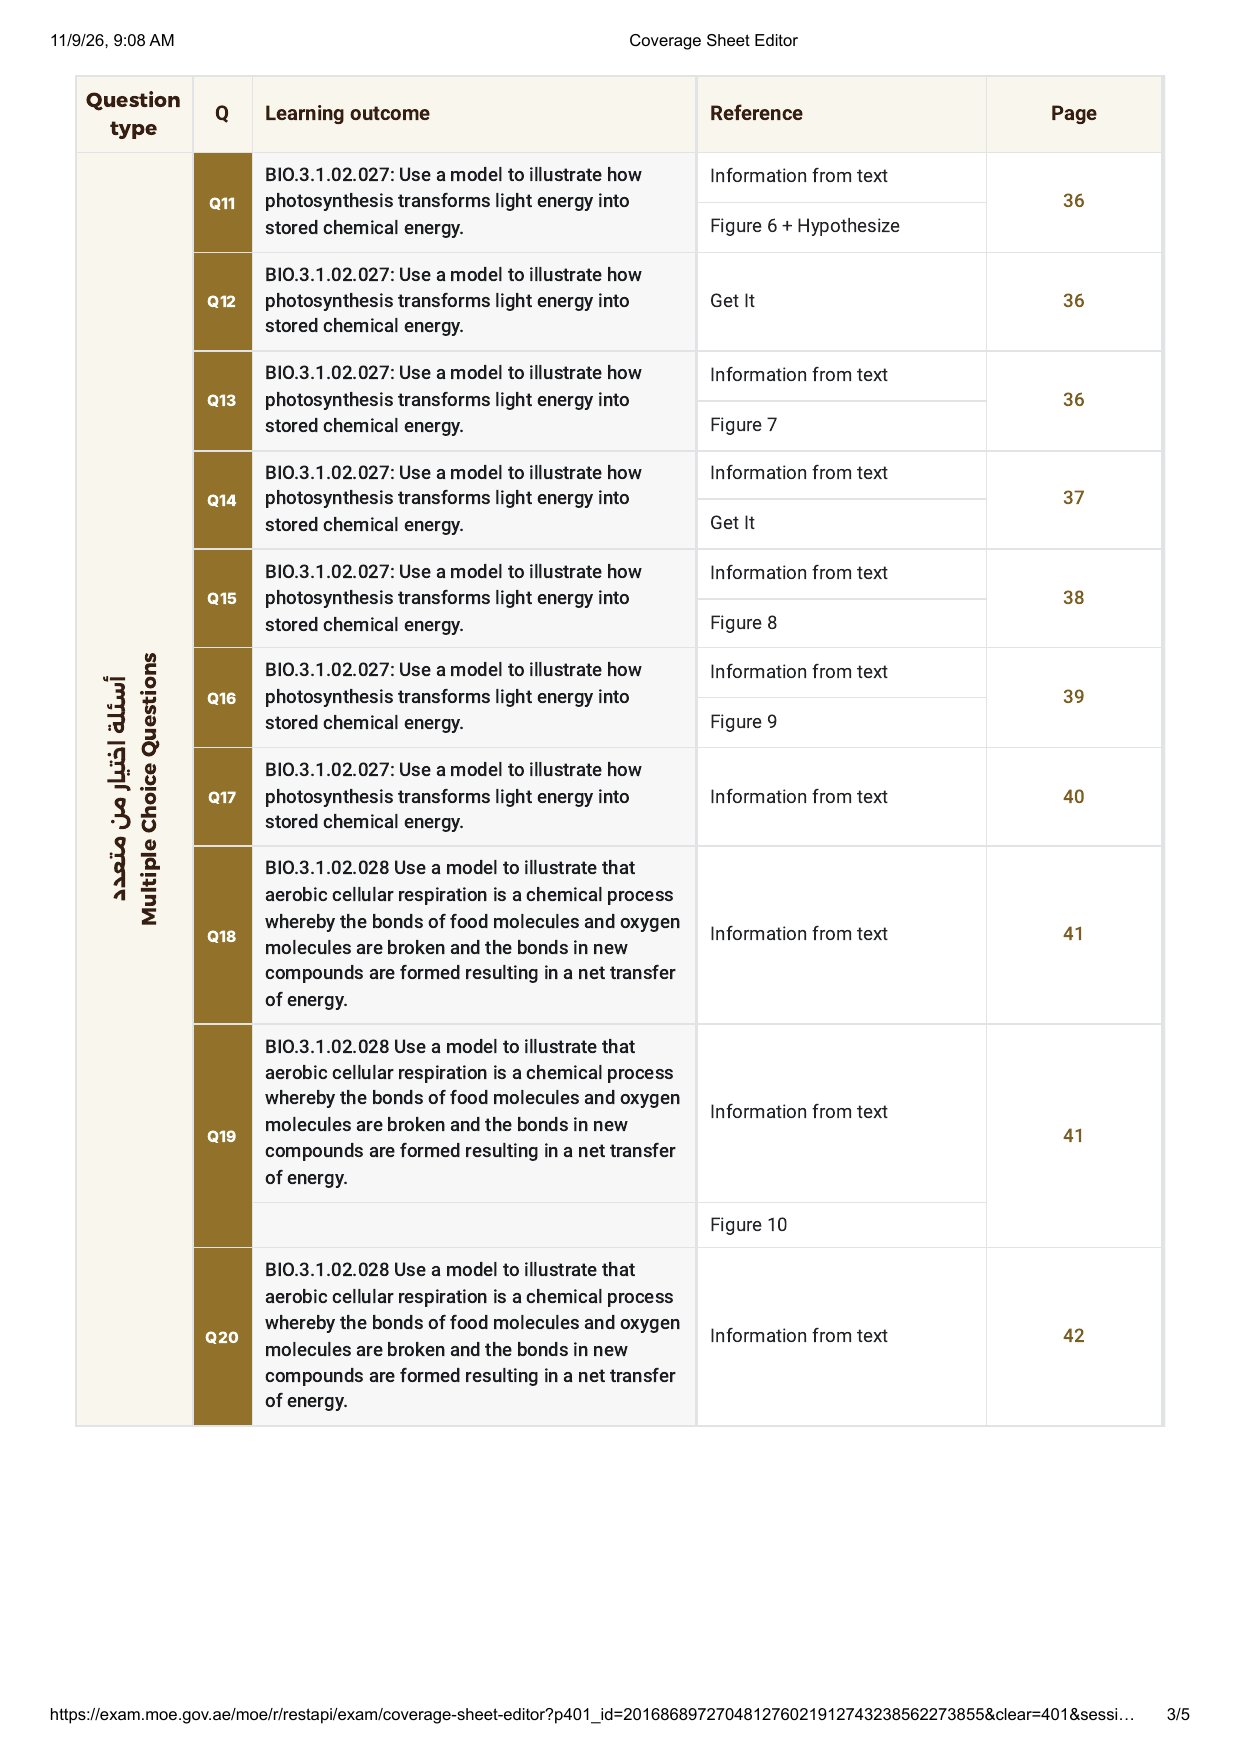 11/9/26, 9:08 AM
Coverage Sheet Editor
Question
type
Q
Learning outcome
Reference
Page
أسئلة اختيار من متعدد
Multiple Choice Questions
Q11
BIO.3.1.02.027: Use a model to illustrate how
photosynthesis transforms light energy into
stored chemical energy.
Information from text
Figure 6 + Hypothesize
36
Q12
BIO.3.1.02.027: Use a model to illustrate how
photosynthesis transforms light energy into
stored chemical energy.
Get It
36
Q13
BIO.3.1.02.027: Use a model to illustrate how
photosynthesis transforms light energy into
stored chemical energy.
Information from text
Figure 7
36
Q14
BIO.3.1.02.027: Use a model to illustrate how
photosynthesis transforms light energy into
stored chemical energy.
Information from text
Get It
37
Q15
BIO.3.1.02.027: Use a model to illustrate how
photosynthesis transforms light energy into
stored chemical energy.
Information from text
Figure 8
38
Q16
BIO.3.1.02.027: Use a model to illustrate how
photosynthesis transforms light energy into
stored chemical energy.
Information from text
Figure 9
39
Q17
BIO.3.1.02.027: Use a model to illustrate how
photosynthesis transforms light energy into
stored chemical energy.
Information from text
40
Q18
BIO.3.1.02.028 Use a model to illustrate that
aerobic cellular respiration is a chemical process
whereby the bonds of food molecules and oxygen
molecules are broken and the bonds in new
compounds are formed resulting in a net transfer
of energy.
Information from text
41
Q19
BIO.3.1.02.028 Use a model to illustrate that
aerobic cellular respiration is a chemical process
whereby the bonds of food molecules and oxygen
molecules are broken and the bonds in new
compounds are formed resulting in a net transfer
of energy.
Information from text
Figure 10
41
Q20
BIO.3.1.02.028 Use a model to illustrate that
aerobic cellular respiration is a chemical process
whereby the bonds of food molecules and oxygen
molecules are broken and the bonds in new
compounds are formed resulting in a net transfer
of energy.
Information from text
42
https://exam.moe.gov.ae/moe/r/restapi/exam/coverage-sheet-editor?p401_id=201686897270481276021912743238562273855&clear=401&sessi…
3/5